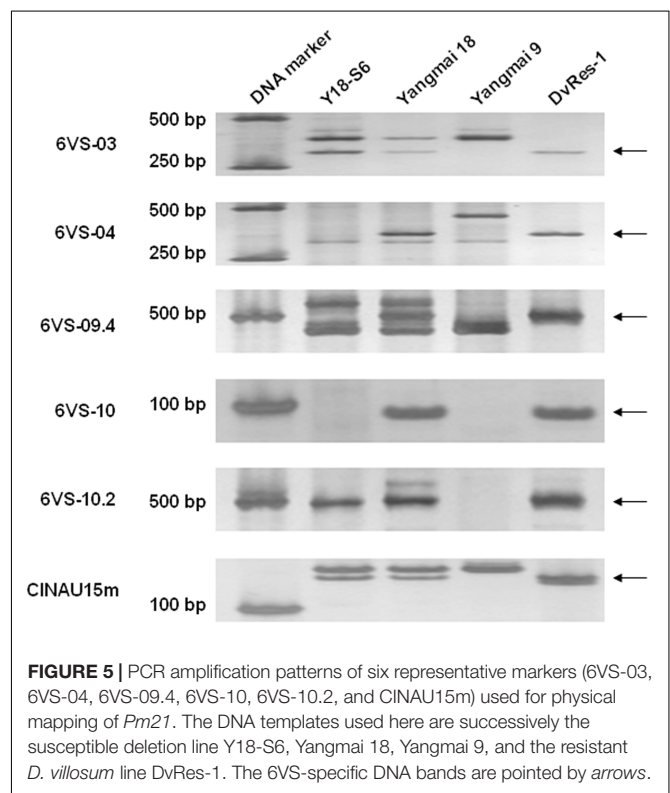 DNA marker
Y18-S6
Yangmai 18
Yangmai 9
DvRes-1
6VS-03
500 bp
250 bp
6VS-04
500 bp
250 bp
6VS-09.4
500 bp
6VS-10
100 bp
6VS-10.2
500 bp
CINAU15m
100 bp
FIGURE 5 | PCR amplification patterns of six representative markers (6VS-03,
6VS-04, 6VS-09.4, 6VS-10, 6VS-10.2, and CINAU15m) used for physical
mapping of Pm21. The DNA templates used here are successively the
susceptible deletion line Y18-S6, Yangmai 18, Yangmai 9, and the resistant
D. villosum line DvRes-1. The 6VS-specific DNA bands are pointed by arrows.